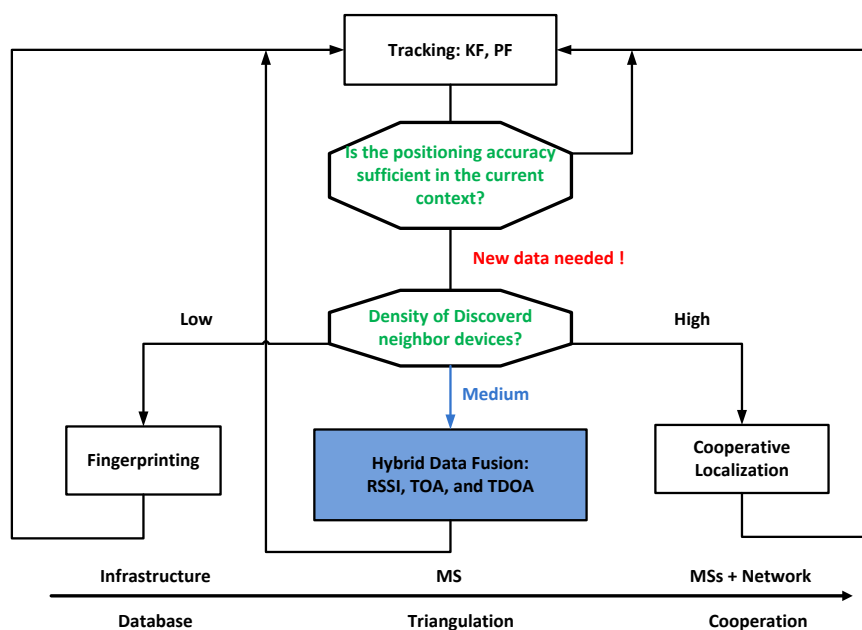 Tracking: KF, PF
Is the positioning accuracy
sufficient in the current
context?
New data needed !
Density of Discoverd
neighbor devices?
Low
High
Medium
Fingerprinting
Hybrid Data Fusion:
RSSI, TOA, and TDOA
Cooperative
Localization
Infrastructure
MS
MSs + Network
Database
Triangulation
Cooperation